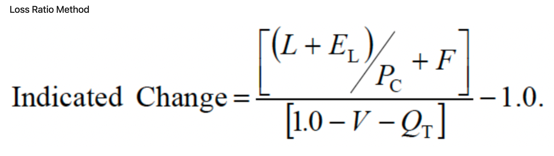 Loss Ratio Method
Indicated Change = [(L + E_L)/P_C + F] / [1.0 – V – Q_T] – 1.0.